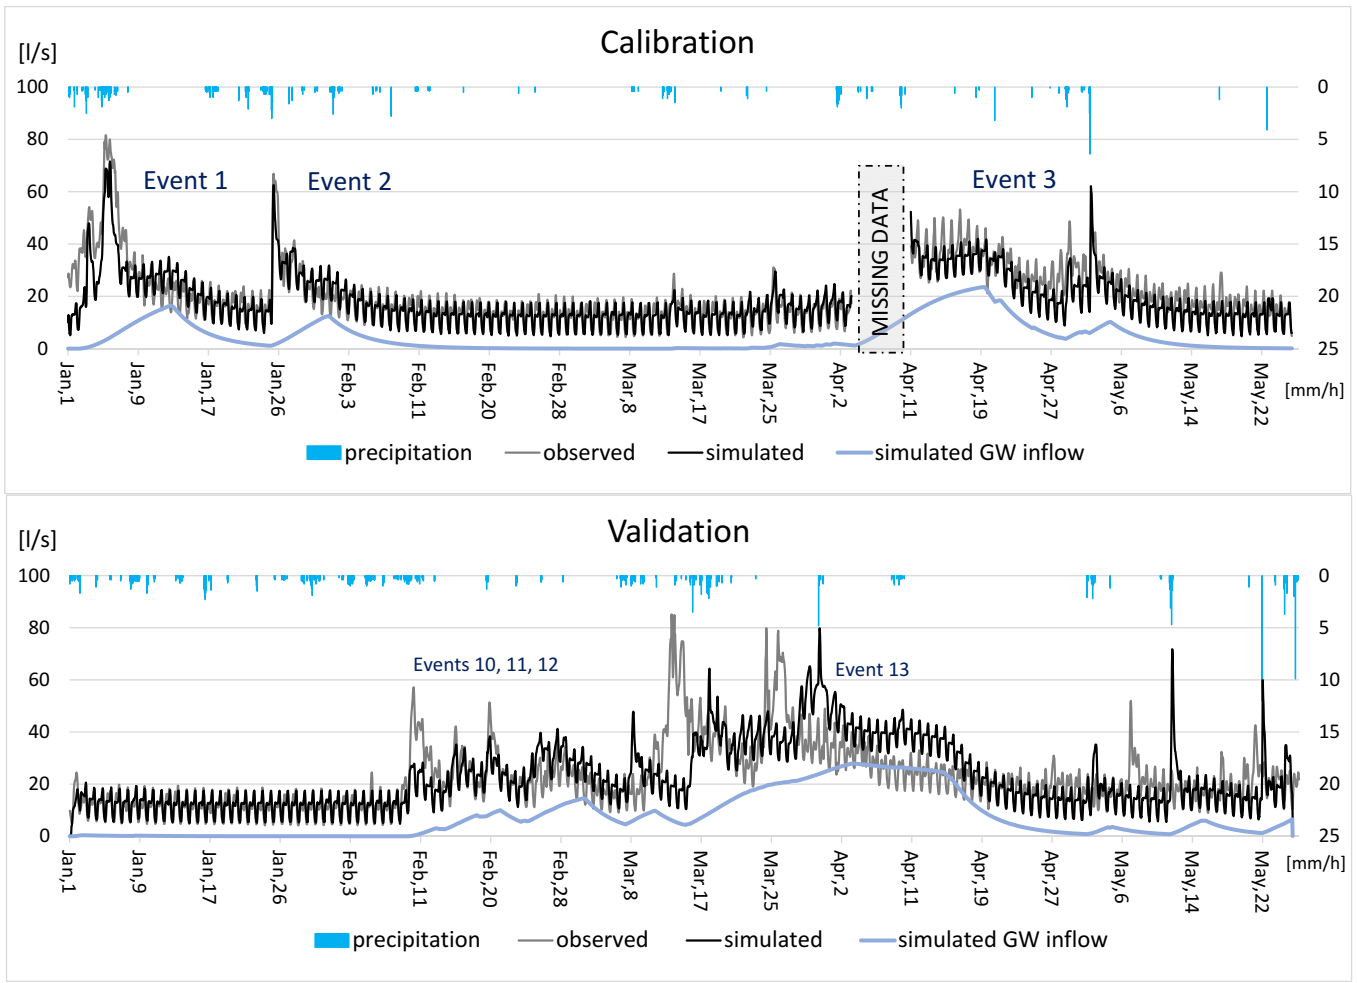 Calibration
[l/s]
100 0
80 5
60 10
40 15
20 20
0 25
Event 1
Event 2
MISSING DATA
Event 3
Jan,1 Jan,9 Jan,17 Jan,26 Feb,3 Feb,11 Feb,20 Feb,28 Mar,8 Mar,17 Mar,25 Apr,2 Apr,11 Apr,19 Apr,27 May,6 May,14 May,22
[mm/h]
precipitation observed simulated simulated GW inflow
Validation
[l/s]
100 0
80 5
60 10
40 15
20 20
0 25
Events 10, 11, 12
Event 13
Jan,1 Jan,9 Jan,17 Jan,26 Feb,3 Feb,11 Feb,20 Feb,28 Mar,8 Mar,17 Mar,25 Apr,2 Apr,11 Apr,19 Apr,27 May,6 May,14 May,22
[mm/h]
precipitation observed simulated simulated GW inflow